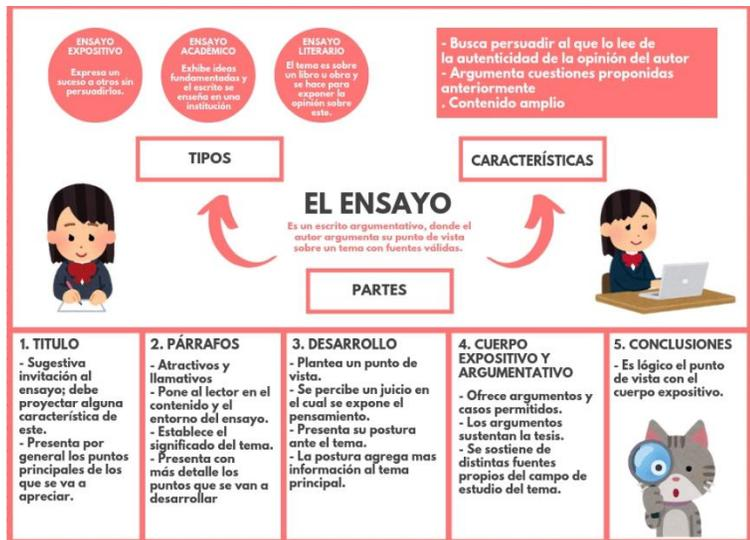 ENSAYO
EXPOSITIVO
Expresa un
suceso a otros sin
persuadirlos.
ENSAYO
ACADÉMICO
Exhibe ideas
fundamentadas y
el escrito se
enseña en una
institución
ENSAYO
LITERARIO
El tema es sobre
un libro u obra y
se hace para
exponer la
opinión sobre
este.
- Busca persuadir al que lo lee de
la autenticidad de la opinión del autor
- Argumenta cuestiones proponidas
anteriormente
. Contenido amplio
TIPOS
CARACTERÍSTICAS
EL ENSAYO
Es un escrito argumentativo, donde el
autor argumenta su punto de vista
sobre un tema con fuentes válidas.
PARTES
1. TITULO
- Sugestiva
invitación al
ensayo; debe
proyectar alguna
característica de
este.
- Presenta por
general los puntos
principales de los
que se va a
apreciar.
2. PÁRRAFOS
- Atractivos y
llamativos
- Pone al lector en el
contenido y el
entorno del ensayo.
- Establece el
significado del tema.
- Presenta con
más detalle los
puntos que se van a
desarrollar
3. DESARROLLO
- Plantea un punto de
vista.
- Se percibe un juicio en
el cual se expone el
pensamiento.
- Presenta su postura
ante el tema.
- La postura agrega mas
información al tema
principal.
4. CUERPO
EXPOSITIVO Y
ARGUMENTATIVO
- Ofrece argumentos y
casos permitidos.
- Los argumentos
sustentan la tesis.
- Se sostiene de
distintas fuentes
propios del campo de
estudio del tema.
5. CONCLUSIONES
- Es lógico el punto
de vista con el
cuerpo expositivo.